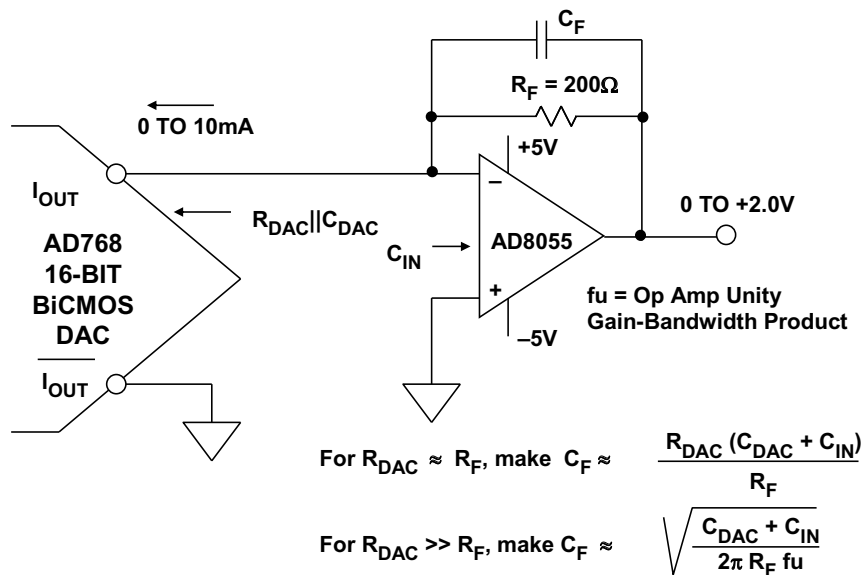 C_F
R_F = 200Ω
0 TO 10mA
+5V
I_OUT
–
0 TO +2.0V
R_DAC||C_DAC
AD768
16-BIT
BiCMOS
DAC
C_IN
AD8055
+
fu = Op Amp Unity
Gain-Bandwidth Product
–5V
I̅_OUT
For R_DAC ≈ R_F, make C_F ≈ R_DAC (C_DAC + C_IN) / R_F
For R_DAC >> R_F, make C_F ≈ √((C_DAC + C_IN) / (2π R_F fu))